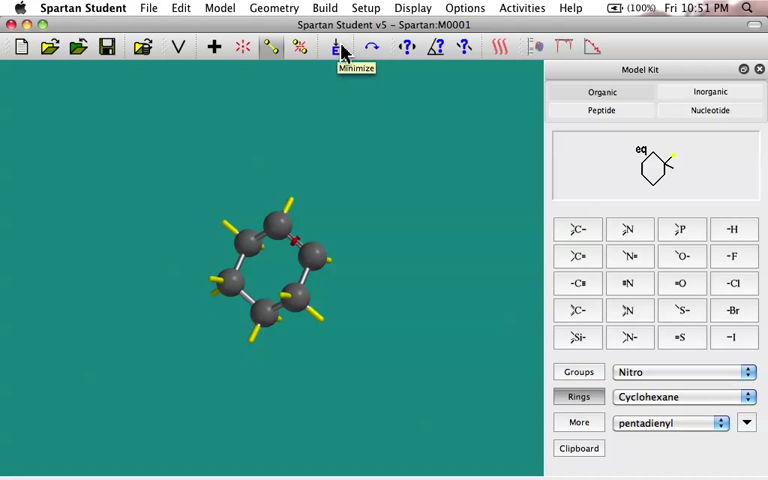 Spartan Student File Edit Model Geometry Build Setup Display Options Activities Help (100%) Fri 10:51 PM
Spartan Student v5 - Spartan:M0001
Minimize
Model Kit
Organic Inorganic
Peptide Nucleotide
eq
C- N P -H
C= N= O- -F
-C≡ ≡N =O -Cl
C- N S- -Br
Si- N- =S -I
Groups Nitro
Rings Cyclohexane
More pentadienyl
Clipboard